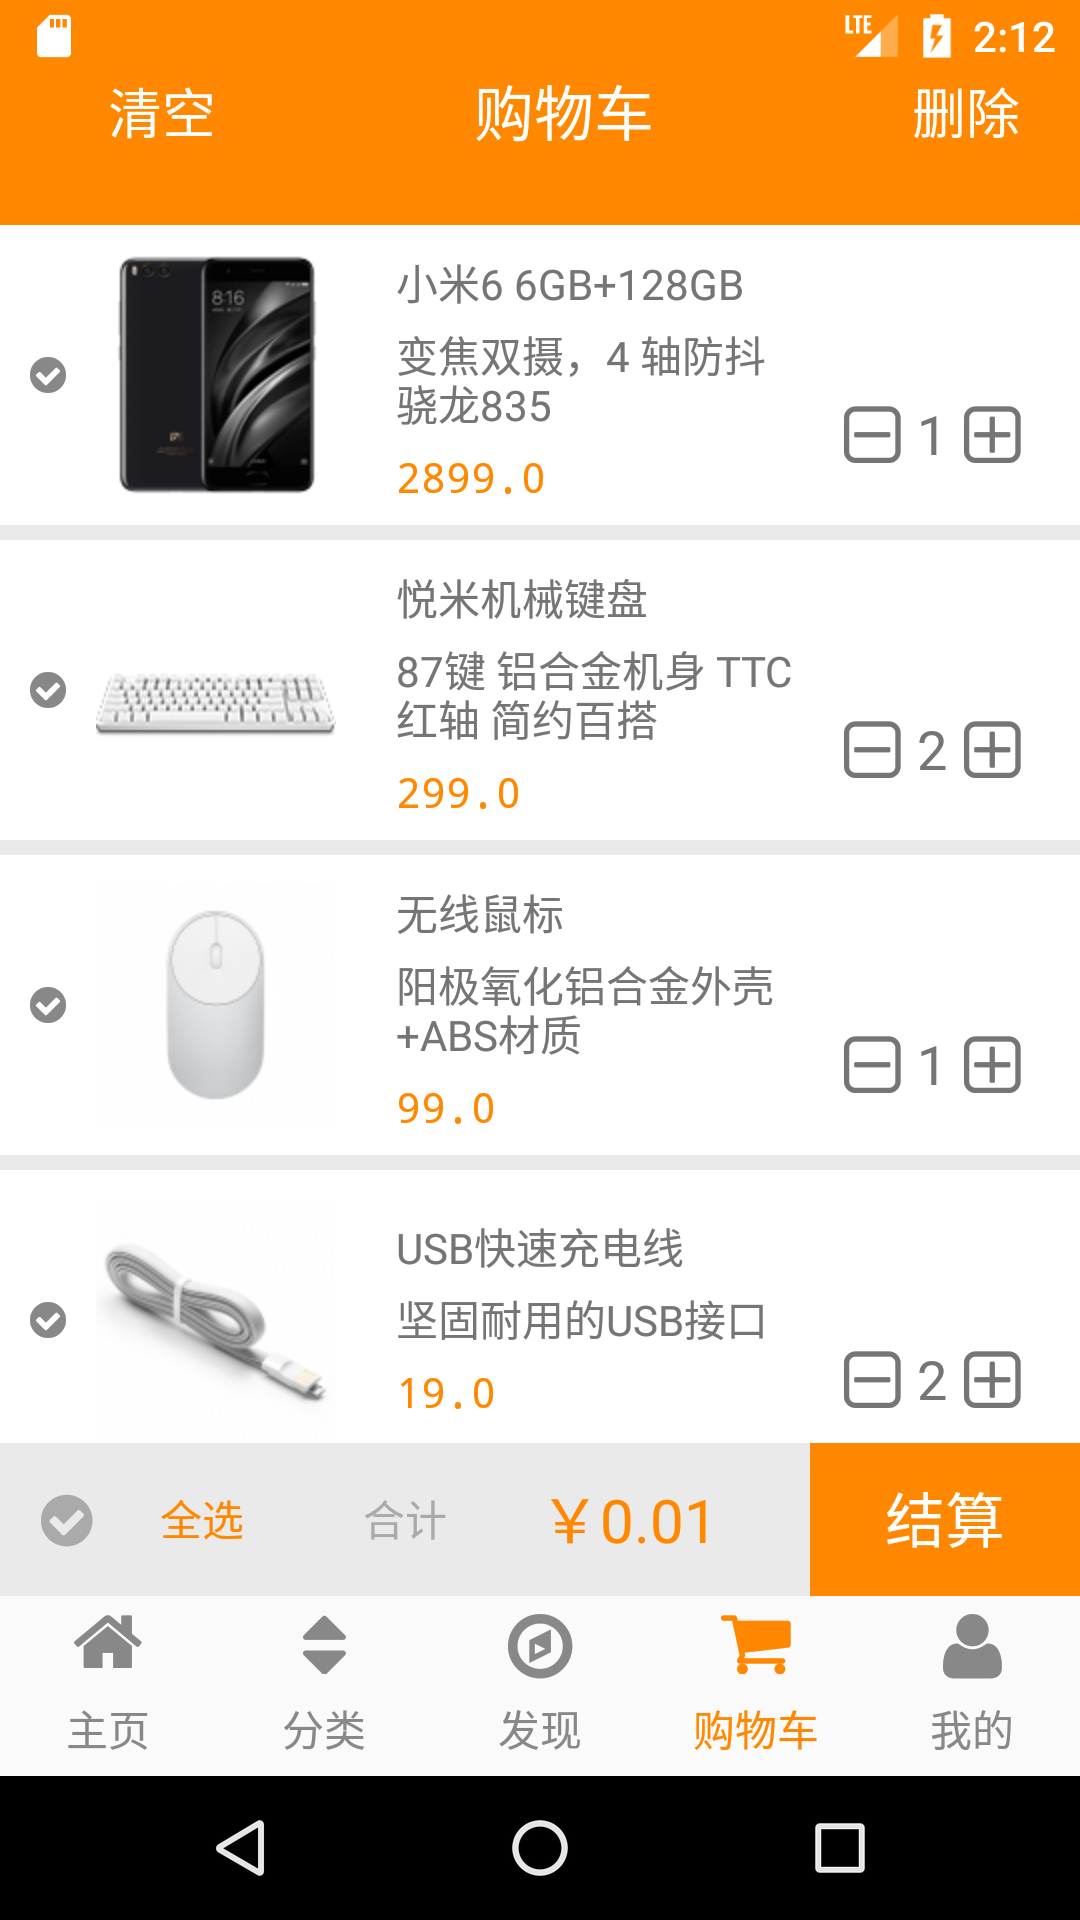 LTE 2:12
清空 购物车 删除
8:16
小米6 6GB+128GB
变焦双摄，4 轴防抖
骁龙835
2899.0
1
悦米机械键盘
87键 铝合金机身 TTC
红轴 简约百搭
299.0
2
无线鼠标
阳极氧化铝合金外壳
+ABS材质
99.0
1
USB快速充电线
坚固耐用的USB接口
19.0
2
全选 合计 ￥0.01 结算
主页 分类 发现 购物车 我的